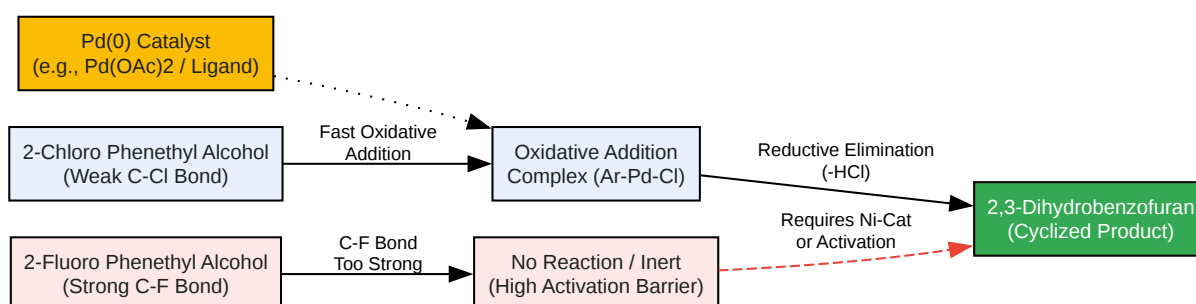 Pd(0) Catalyst
(e.g., Pd(OAc)2 / Ligand)
2-Chloro Phenethyl Alcohol
(Weak C-Cl Bond)
Fast Oxidative
Addition
Oxidative Addition
Complex (Ar-Pd-Cl)
Reductive Elimination
(-HCl)
2,3-Dihydrobenzofuran
(Cyclized Product)
2-Fluoro Phenethyl Alcohol
(Strong C-F Bond)
C-F Bond
Too Strong
No Reaction / Inert
(High Activation Barrier)
Requires Ni-Cat
or Activation